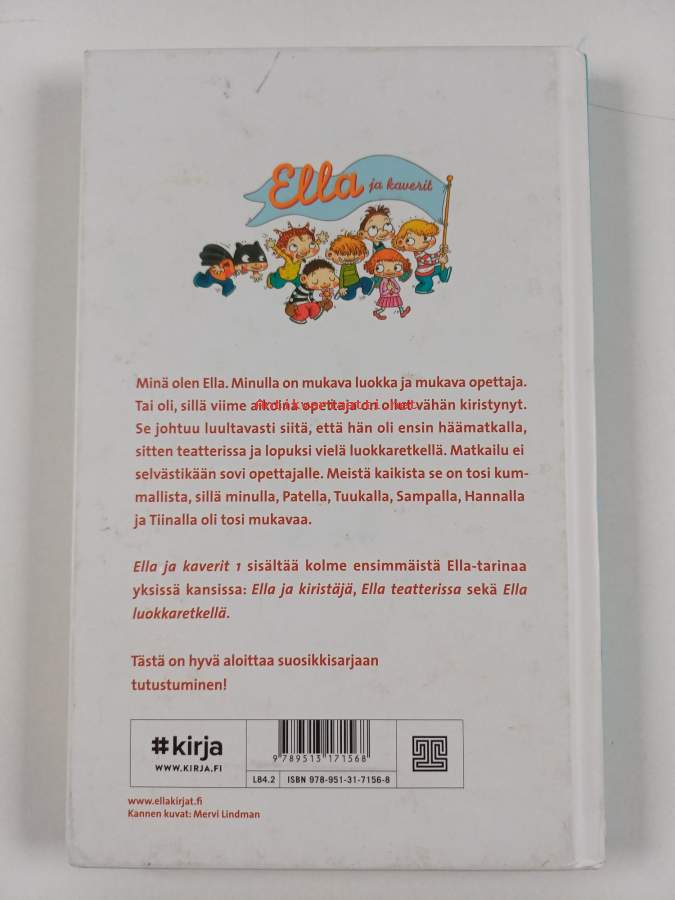 Ella ja kaverit
Minä olen Ella. Minulla on mukava luokka ja mukava opettaja.
Tai oli, sillä viime aikoina opettaja on ollut vähän kiristynyt.
Se johtuu luultavasti siitä, että hän oli ensin häämatkalla,
sitten teatterissa ja lopuksi vielä luokkaretkellä. Matkailu ei
selvästikään sovi opettajalle. Meistä kaikista se on tosi kum-
mallista, sillä minulla, Patella, Tuukalla, Sampalla, Hannalla
ja Tiinalla oli tosi mukavaa.
Ella ja kaverit 1 sisältää kolme ensimmäistä Ella-tarinaa
yksissä kansissa: Ella ja kiristäjä, Ella teatterissa sekä Ella
luokkaretkellä.
Tästä on hyvä aloittaa suosikkisarjaan
tutustuminen!
#kirja
WWW.KIRJA.FI
9 789513 171568
L84.2 ISBN 978-951-31-7156-8
www.ellakirjat.fi
Kannen kuvat: Mervi Lindman